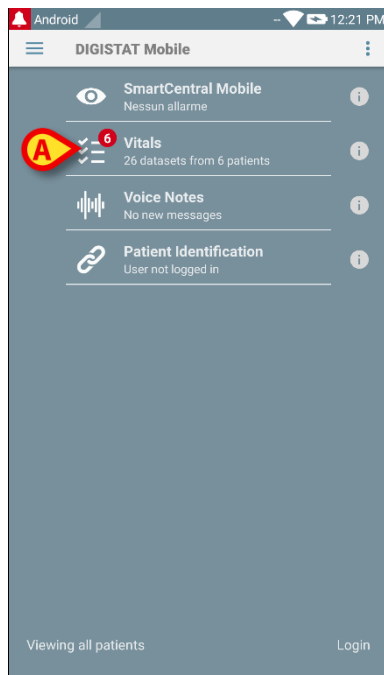 Android 12:21 PM
DIGISTAT Mobile
SmartCentral Mobile
Nessun allarme
A
6
Vitals
26 datasets from 6 patients
Voice Notes
No new messages
Patient Identification
User not logged in
Viewing all patients Login